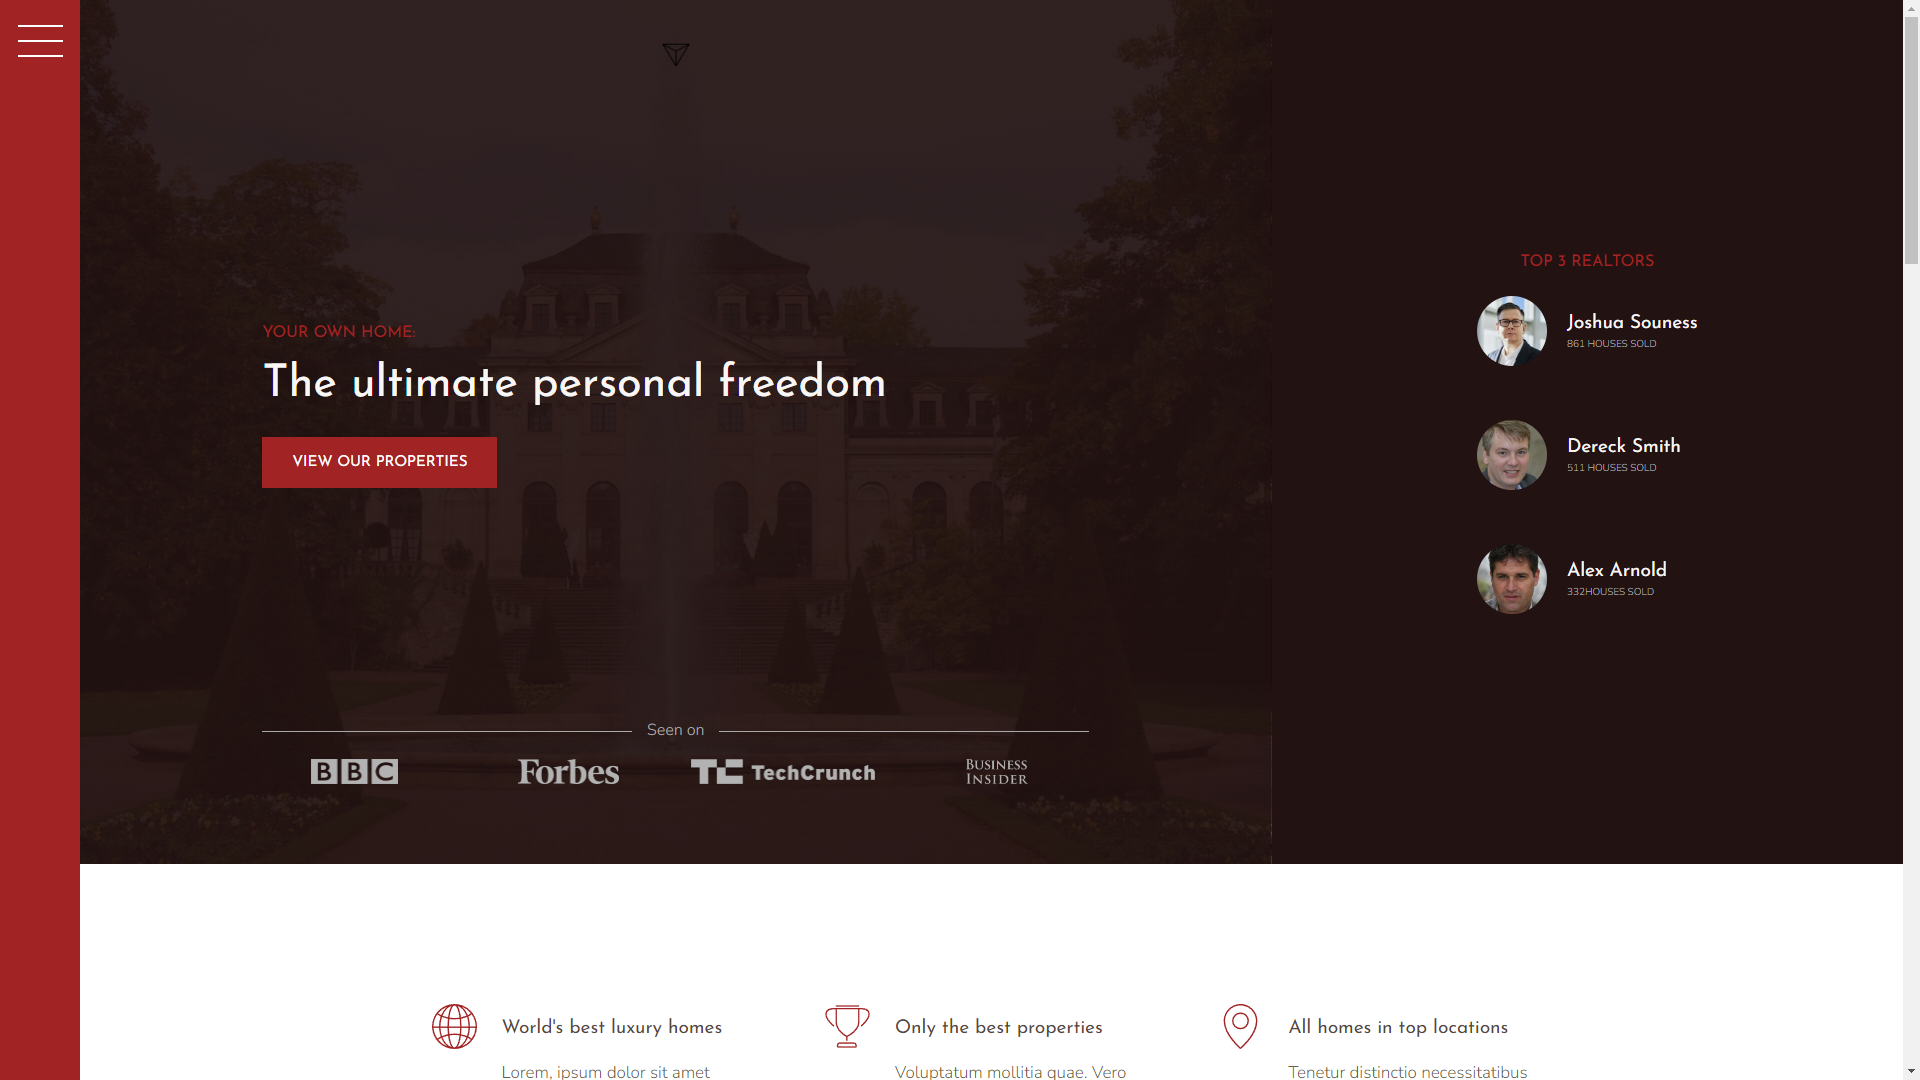 YOUR OWN HOME:
The ultimate personal freedom
VIEW OUR PROPERTIES
Seen on
BBC
Forbes
TC TechCrunch
BUSINESS
INSIDER
TOP 3 REALTORS
Joshua Souness
861 HOUSES SOLD
Dereck Smith
511 HOUSES SOLD
Alex Arnold
332HOUSES SOLD
World's best luxury homes
Lorem, ipsum dolor sit amet
Only the best properties
Voluptatum mollitia quae. Vero
All homes in top locations
Tenetur distinctio necessitatibus